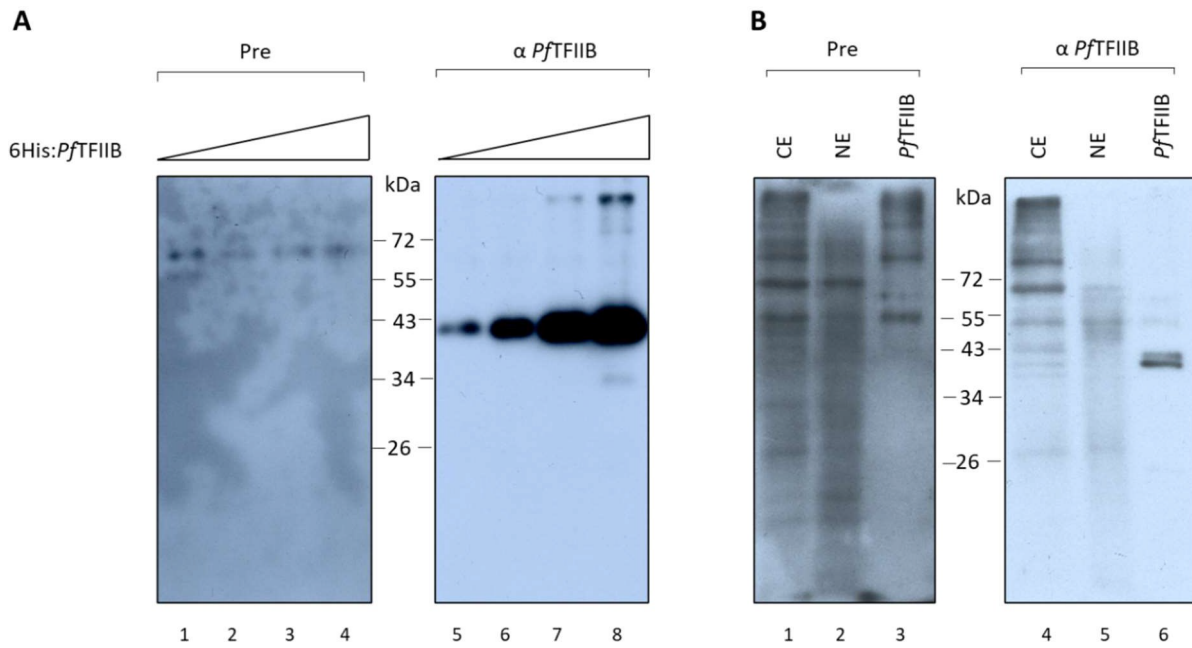 A
Pre
α PfTFIIB
6His:PfTFIIB
kDa
72
55
43
34
26
1 2 3 4 5 6 7 8
B
Pre
α PfTFIIB
CE NE PfTFIIB
CE NE PfTFIIB
kDa
72
55
43
34
26
1 2 3 4 5 6